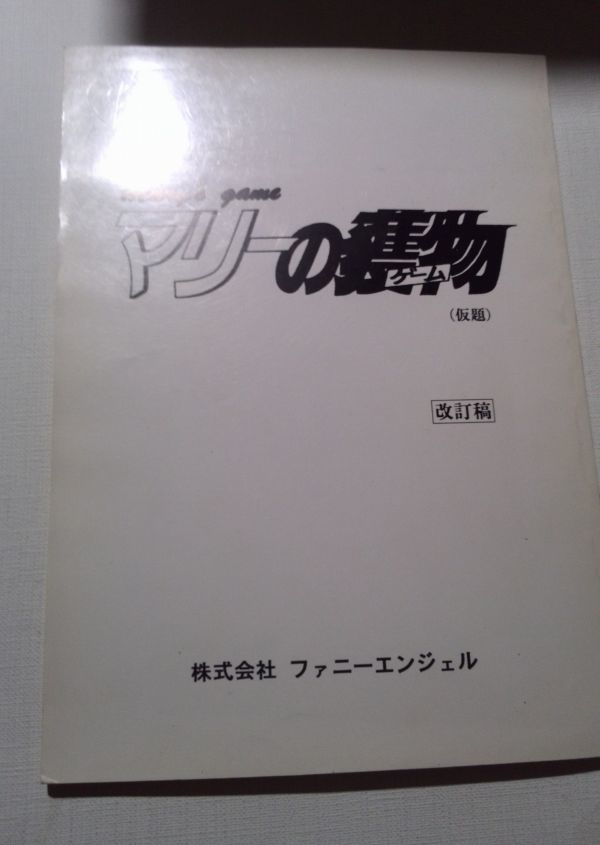 game
マリーの獲物
ゲーム
(仮題)
改訂稿
株式会社 ファニーエンジェル